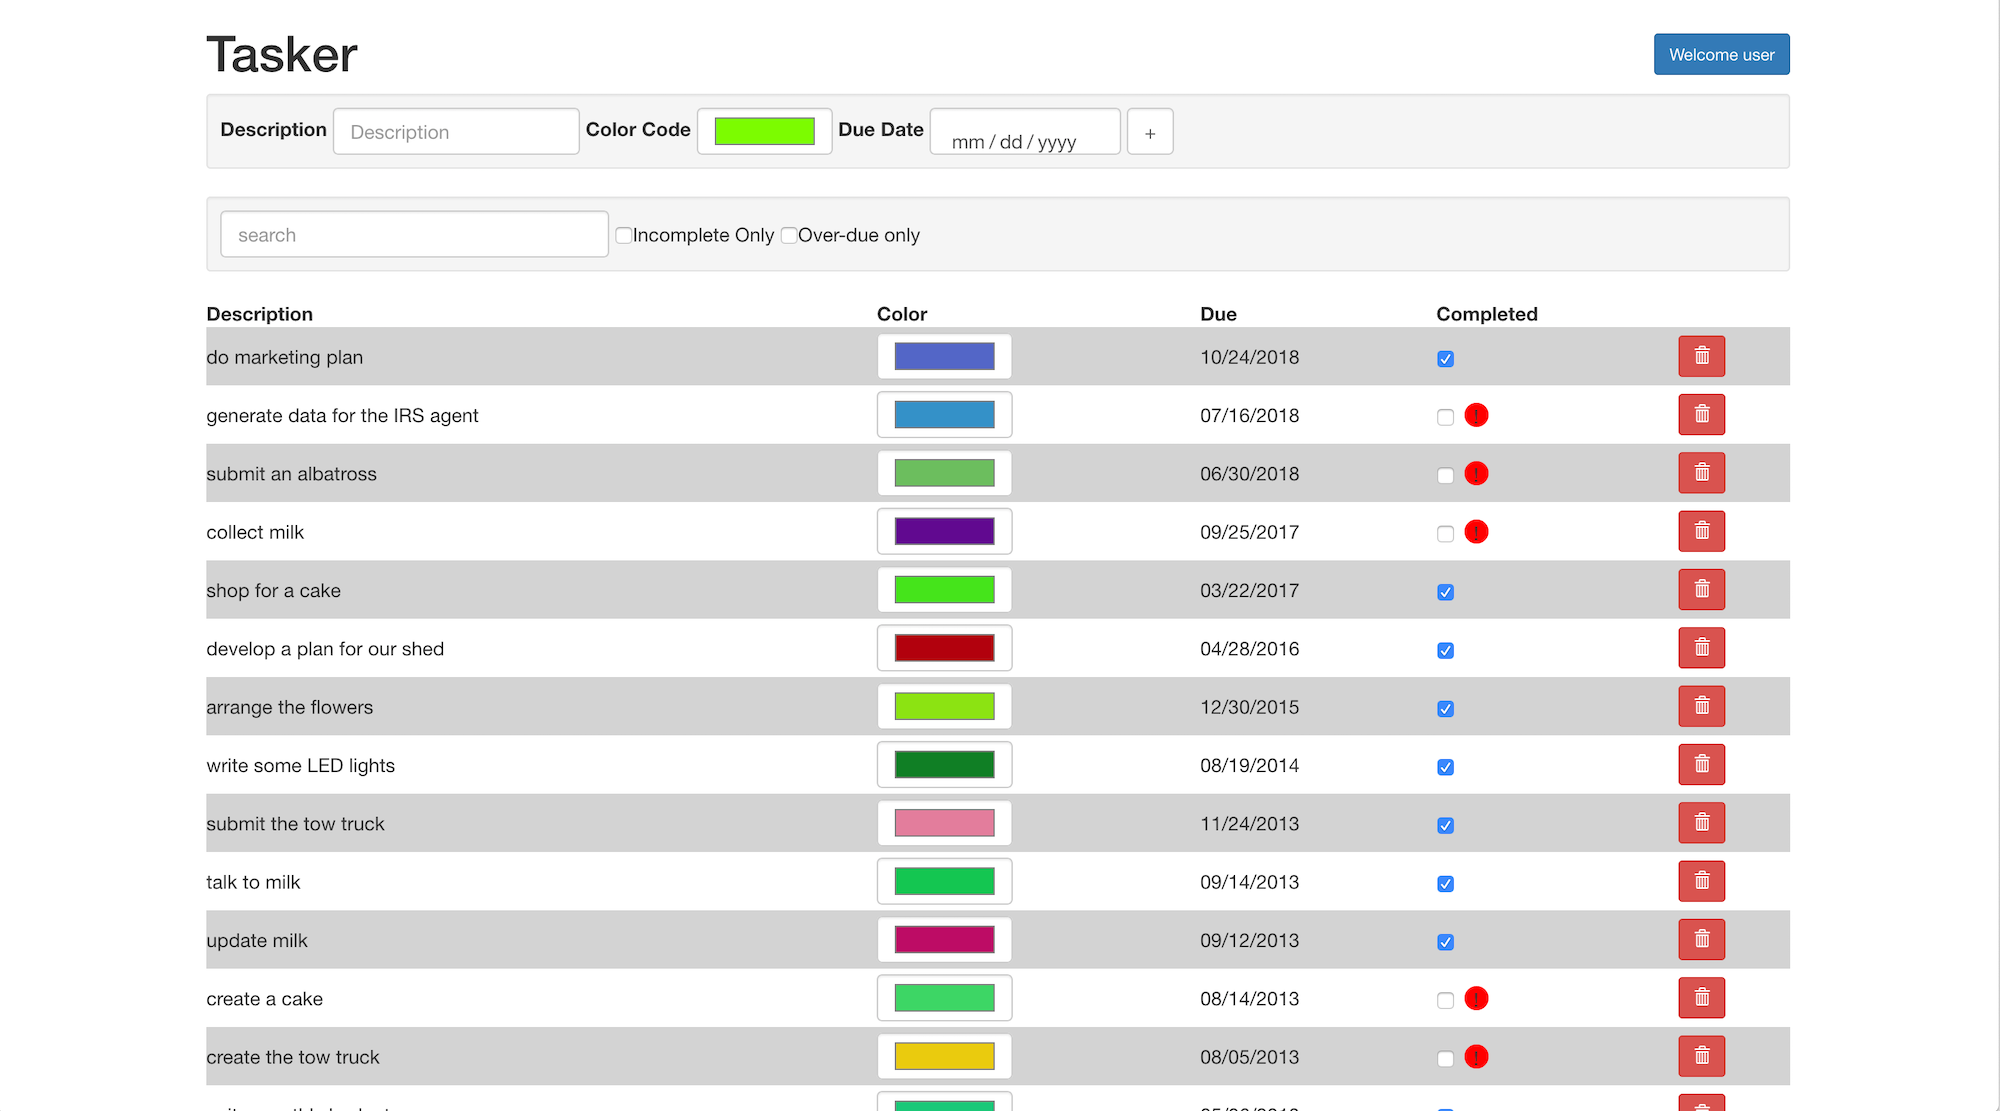 Tasker
Welcome user
Description Description Color Code Due Date mm / dd / yyyy +
search Incomplete Only Over-due only
Description Color Due Completed
do marketing plan 10/24/2018
generate data for the IRS agent 07/16/2018 !
submit an albatross 06/30/2018 !
collect milk 09/25/2017 !
shop for a cake 03/22/2017
develop a plan for our shed 04/28/2016
arrange the flowers 12/30/2015
write some LED lights 08/19/2014
submit the tow truck 11/24/2013
talk to milk 09/14/2013
update milk 09/12/2013
create a cake 08/14/2013 !
create the tow truck 08/05/2013 !